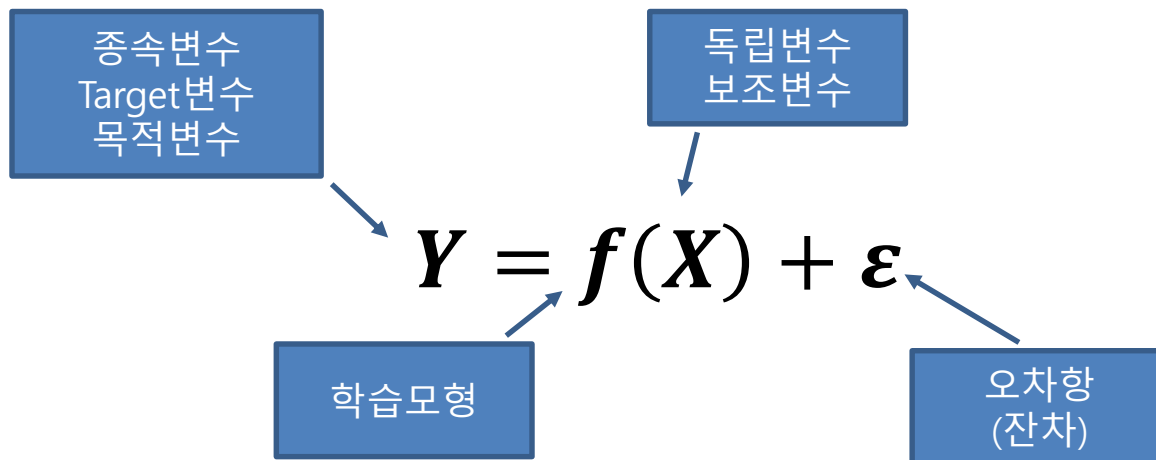 종속변수
Target변수
목적변수
독립변수
보조변수
Y = f(X) + ε
학습모형
오차항
(잔차)